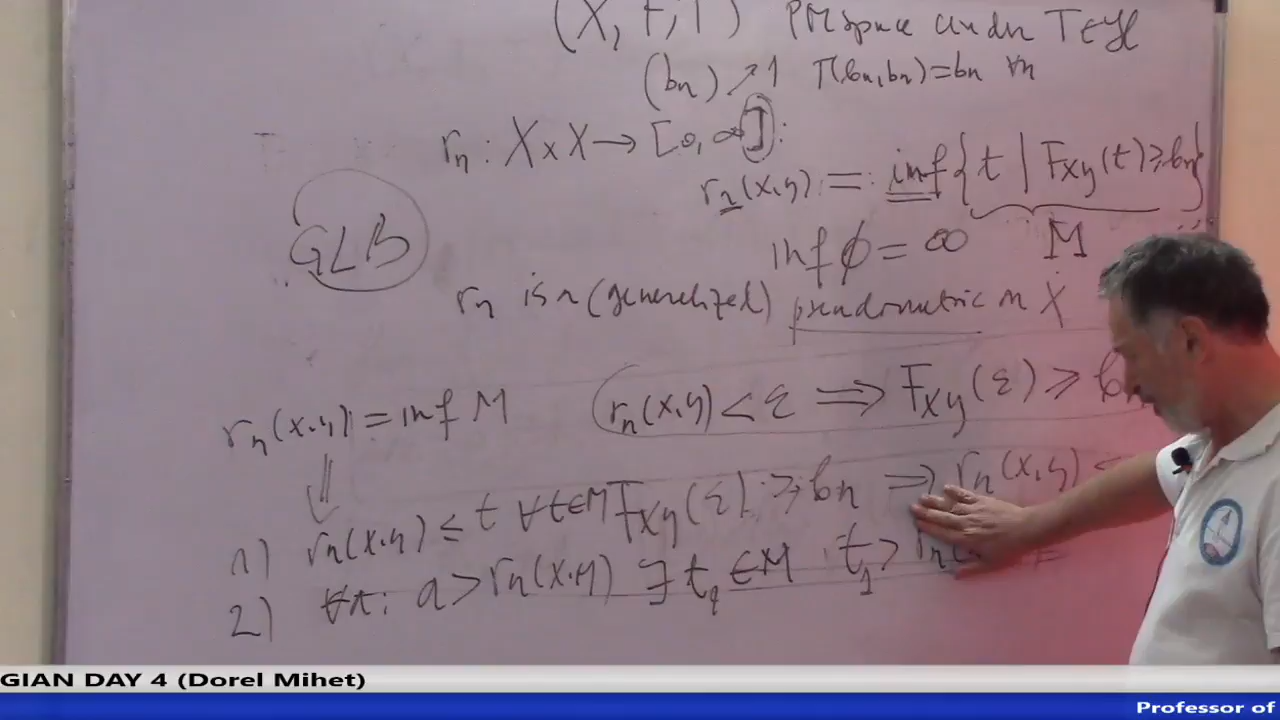 (X, F, T) PM space under T∈ℋ
(bn) ↗ 1 T(bn, bn) = bn ∀n
rn : X × X → [0, ∞] :
rn(x,y) := inf{t | Fxy(t) ≥ bn}
GLB
inf ϕ = ∞ M
rn is a (generalized) pseudometric on X
rn(x,y) = inf M rn(x,y) < ε ⟹ Fxy(ε) ≥ bn
⇓
1) rn(x,y) ≤ t ∀t∈M Fxy(ε) ≥ bn ⟹ rn(x,y) ≤
2) a > rn(x,y) ∃ t1 ∈ M t1 >
GIAN DAY 4 (Dorel Mihet)
Professor of